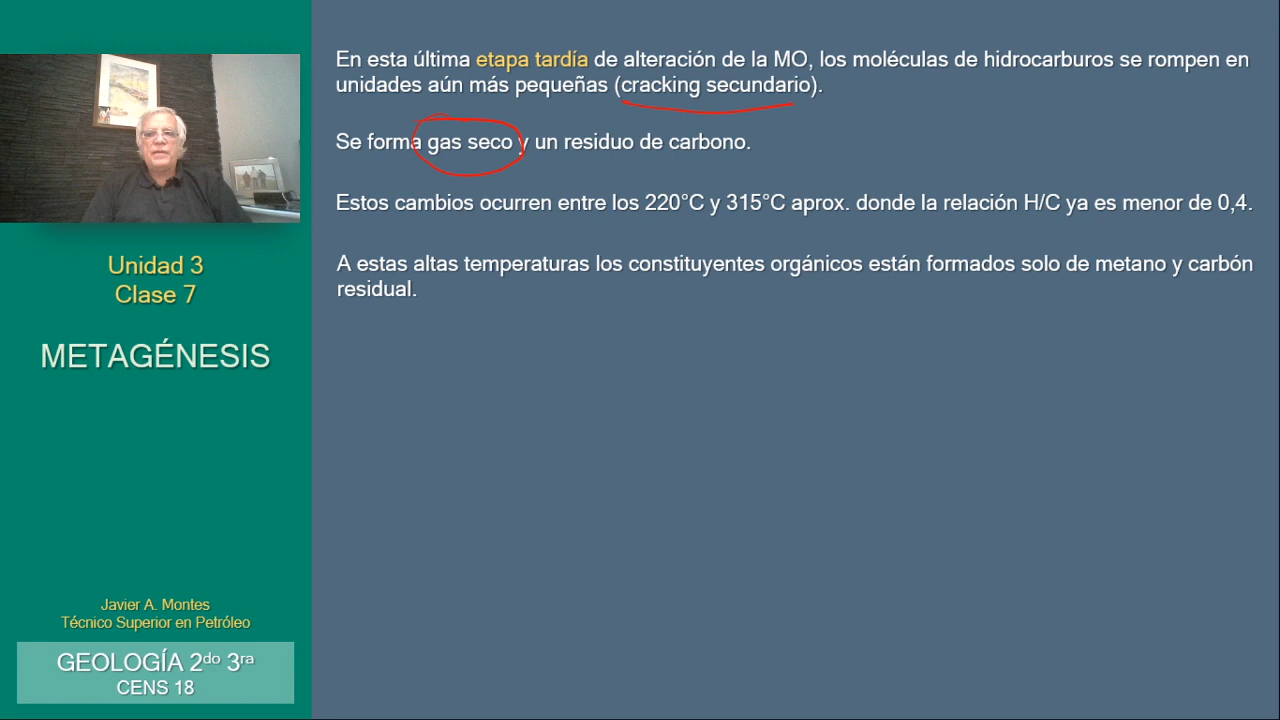 En esta última etapa tardía de alteración de la MO, los moléculas de hidrocarburos se rompen en
unidades aún más pequeñas (cracking secundario).
Se forma gas seco y un residuo de carbono.
Estos cambios ocurren entre los 220°C y 315°C aprox. donde la relación H/C ya es menor de 0,4.
A estas altas temperaturas los constituyentes orgánicos están formados solo de metano y carbón
residual.
Unidad 3
Clase 7
METAGÉNESIS
Javier A. Montes
Técnico Superior en Petróleo
GEOLOGÍA 2do 3ra
CENS 18